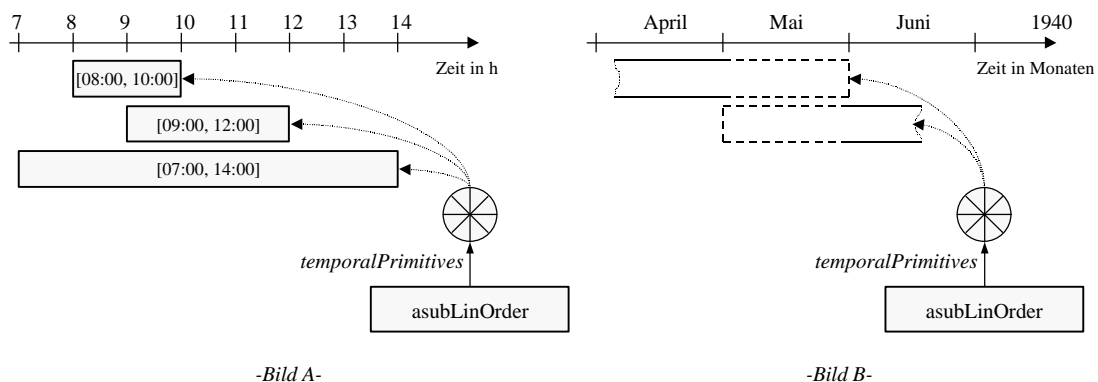 7 8 9 10 11 12 13 14
Zeit in h
[08:00, 10:00]
[09:00, 12:00]
[07:00, 14:00]
temporalPrimitives
asubLinOrder
-Bild A-
April Mai Juni 1940
Zeit in Monaten
temporalPrimitives
asubLinOrder
-Bild B-